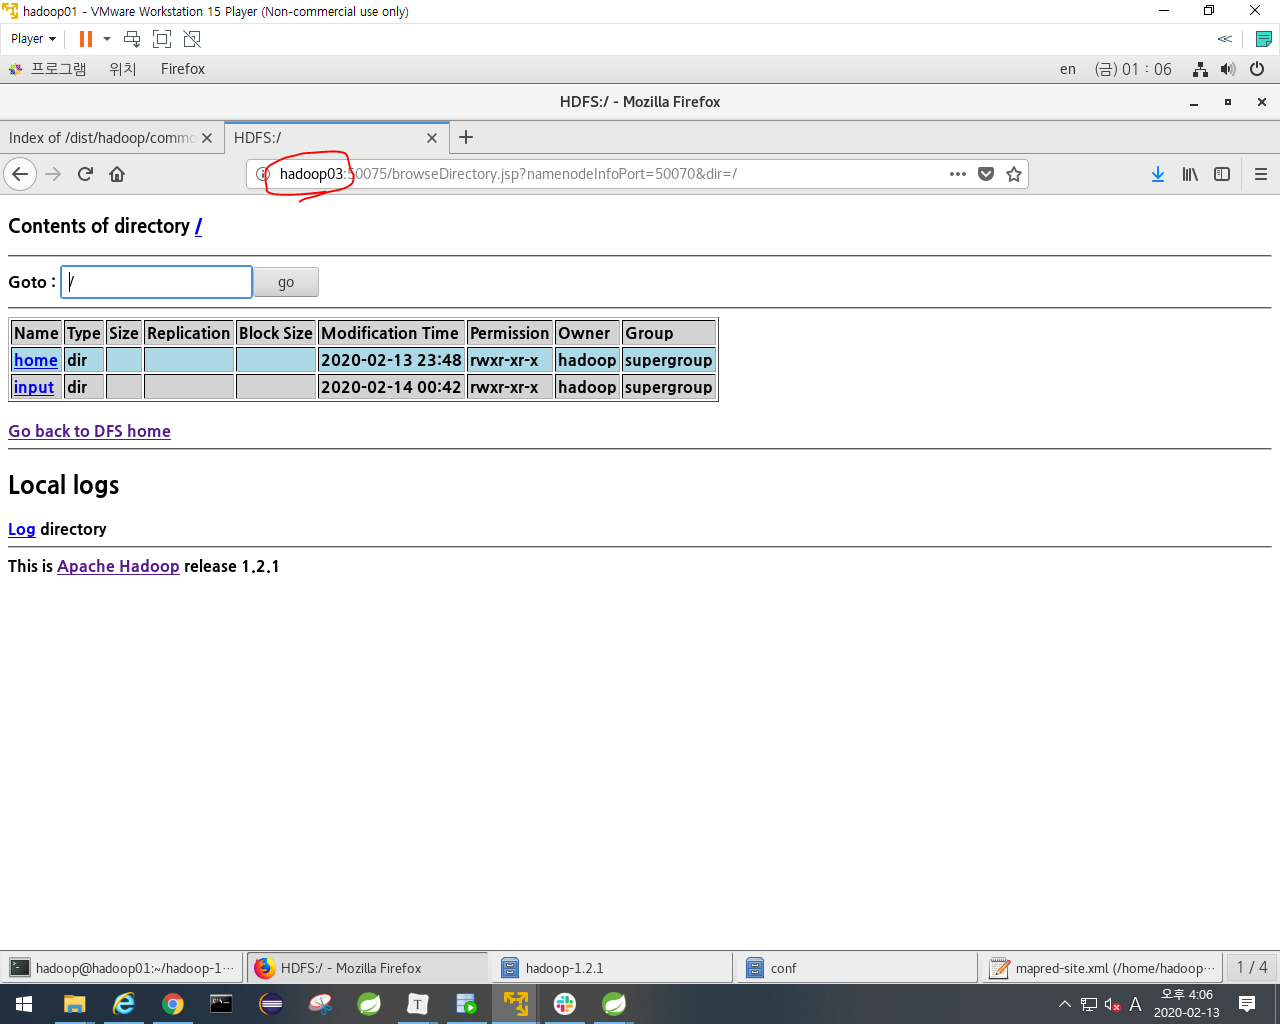 hadoop01 - VMware Workstation 15 Player (Non-commercial use only)
Player
프로그램 위치 Firefox en (금) 01 : 06
HDFS:/ - Mozilla Firefox
Index of /dist/hadoop/commo HDFS:/
hadoop03:50075/browseDirectory.jsp?namenodeInfoPort=50070&dir=/
Contents of directory /
Goto : / go
Name Type Size Replication Block Size Modification Time Permission Owner Group
home dir 2020-02-13 23:48 rwxr-xr-x hadoop supergroup
input dir 2020-02-14 00:42 rwxr-xr-x hadoop supergroup
Go back to DFS home
Local logs
Log directory
This is Apache Hadoop release 1.2.1
hadoop@hadoop01:~/hadoop-1··· HDFS:/ - Mozilla Firefox hadoop-1.2.1 conf mapred-site.xml (/home/hadoop··· 1 / 4
T A 오후 4:06
2020-02-13